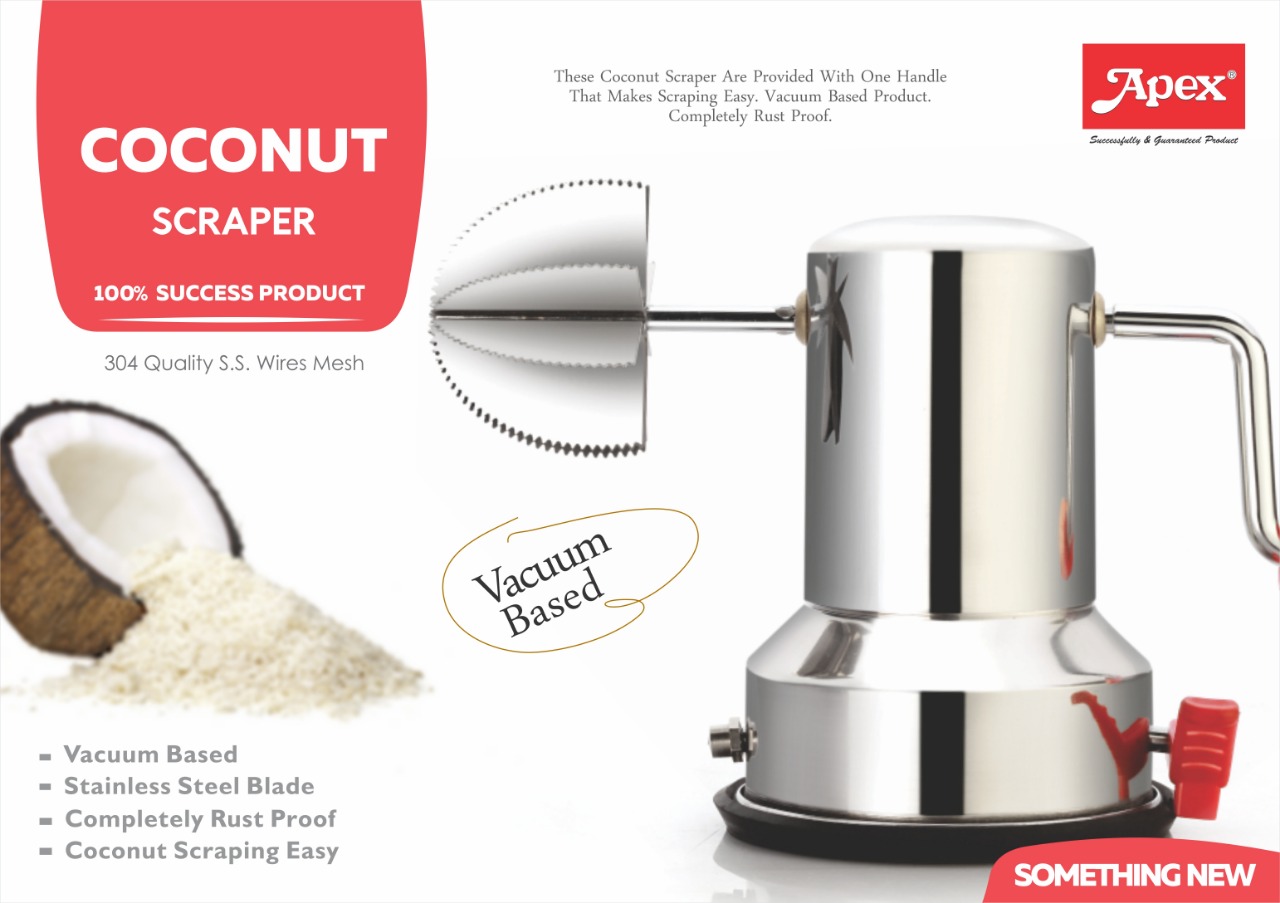 COCONUT
SCRAPER
100% SUCCESS PRODUCT
304 Quality S.S. Wires Mesh
These Coconut Scraper Are Provided With One Handle
That Makes Scraping Easy. Vacuum Based Product.
Completely Rust Proof.
Apex®
Successfully & Guaranteed Product
Vacuum
Based
- Vacuum Based
- Stainless Steel Blade
- Completely Rust Proof
- Coconut Scraping Easy
SOMETHING NEW